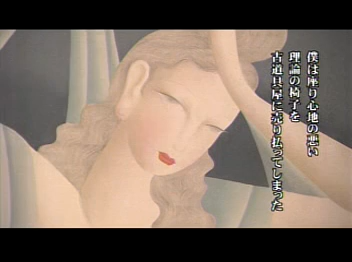 僕は座り心地の悪い
理論の椅子を
古道具屋に売り払ってしまった